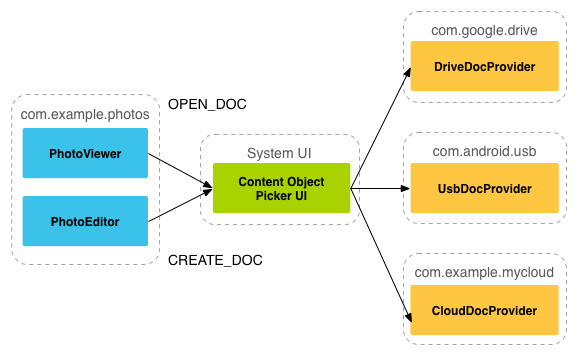 com.example.photos
PhotoViewer
PhotoEditor
OPEN_DOC
CREATE_DOC
System UI
Content Object
Picker UI
com.google.drive
DriveDocProvider
com.android.usb
UsbDocProvider
com.example.mycloud
CloudDocProvider